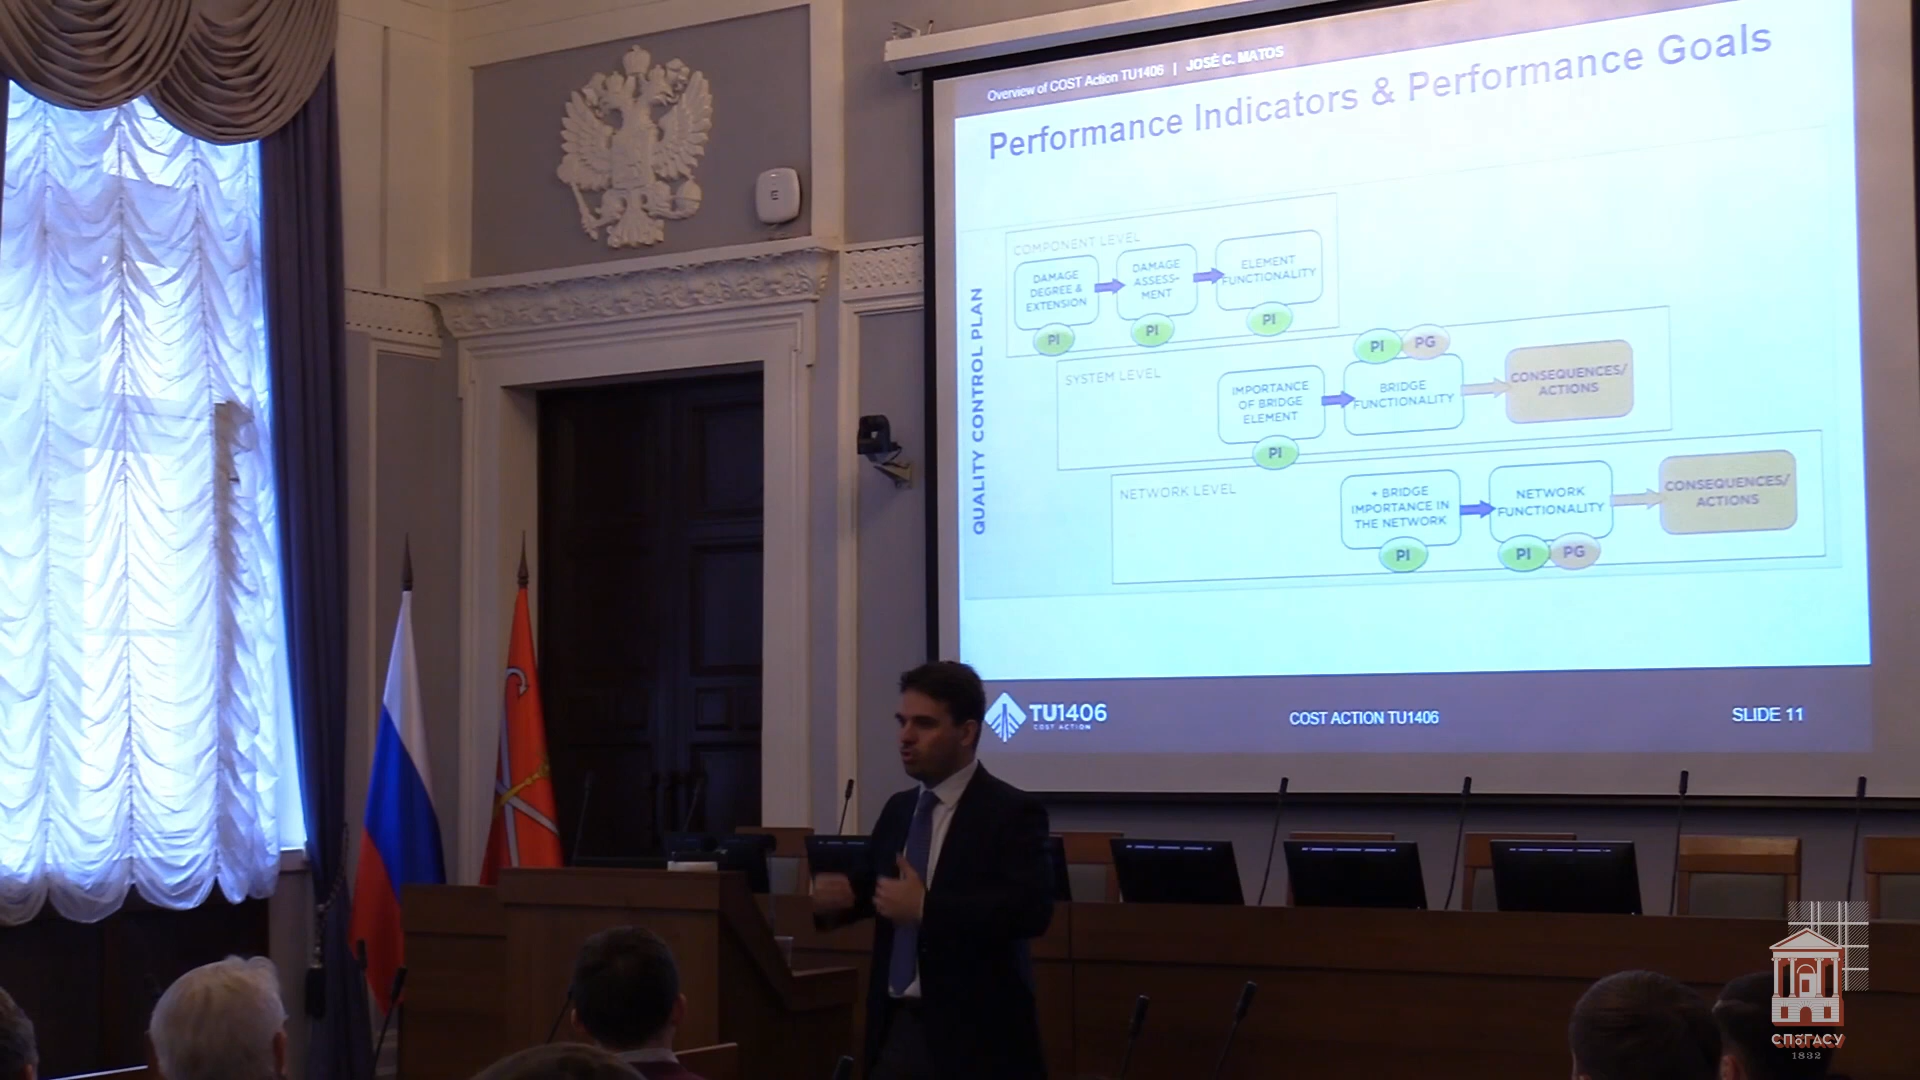 Overview of COST Action TU1406 | JOSÉ C. MATOS
Performance Indicators & Performance Goals
QUALITY CONTROL PLAN
COMPONENT LEVEL
DAMAGE
DEGREE &
EXTENSION
PI
DAMAGE
ASSESS-
MENT
PI
ELEMENT
FUNCTIONALITY
PI
SYSTEM LEVEL
IMPORTANCE
OF BRIDGE
ELEMENT
PI
PI PG
BRIDGE
FUNCTIONALITY
CONSEQUENCES/
ACTIONS
NETWORK LEVEL
+ BRIDGE
IMPORTANCE IN
THE NETWORK
PI
NETWORK
FUNCTIONALITY
PI PG
CONSEQUENCES/
ACTIONS
TU1406
COST ACTION
COST ACTION TU1406
SLIDE 11
СПбГАСУ
1832